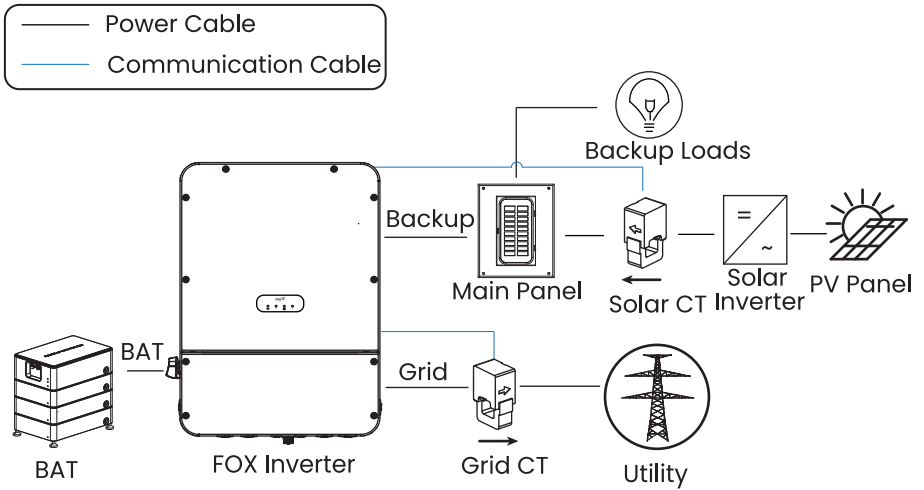 Power Cable
Communication Cable
Backup Loads
Backup
Main Panel
Solar CT
Solar
Inverter
PV Panel
BAT
Grid
BAT
FOX Inverter
Grid CT
Utility